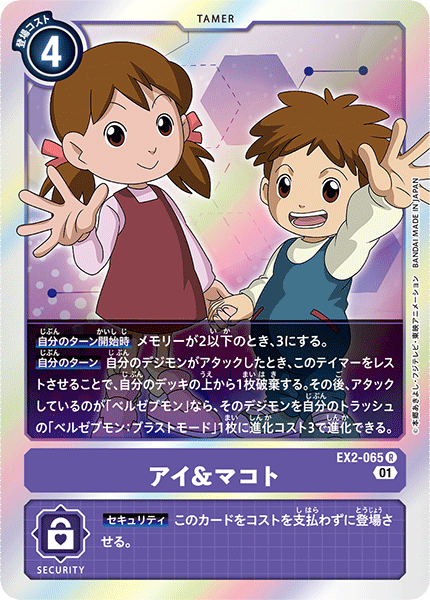 TAMER
登場コスト
4
自分のターン開始時 メモリーが2以下のとき、3にする。
自分のターン 自分のデジモンがアタックしたとき、このテイマーをレ
ストさせることで、自分のデッキの上から1枚破棄する。その後、アタック
しているのが「ベルゼブモン」なら、そのデジモンを自分のトラッシュ
の「ベルゼブモン：ブラストモード」1枚に進化コスト3で進化できる。
©本郷あきよし・フジテレビ・東映アニメーション BANDAI MADE IN JAPAN
EX2-065 R
01
アイ&マコト
セキュリティ このカードをコストを支払わずに登場さ
せる。
SECURITY